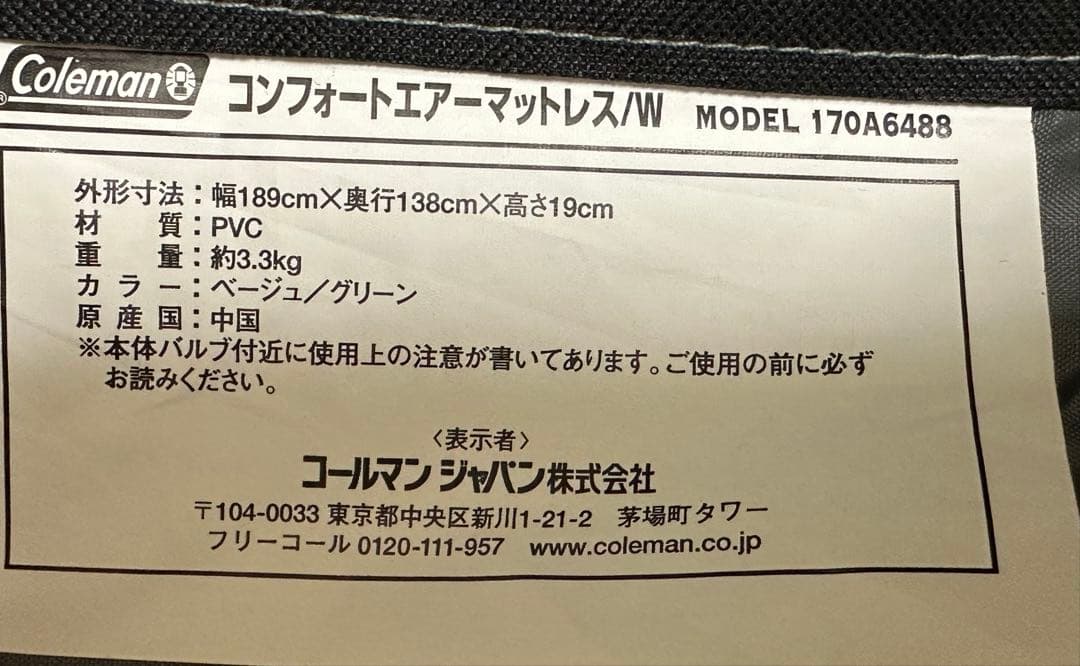 Coleman®
コンフォートエアーマットレス/W MODEL 170A6488
外形寸法：幅189cm×奥行138cm×高さ19cm
材質：PVC
重量：約3.3kg
カラー：ベージュ／グリーン
原産国：中国
※本体バルブ付近に使用上の注意が書いてあります。ご使用の前に必ず
お読みください。
〈表示者〉
コールマン ジャパン株式会社
〒104-0033 東京都中央区新川1-21-2 茅場町タワー
フリーコール 0120-111-957 www.coleman.co.jp